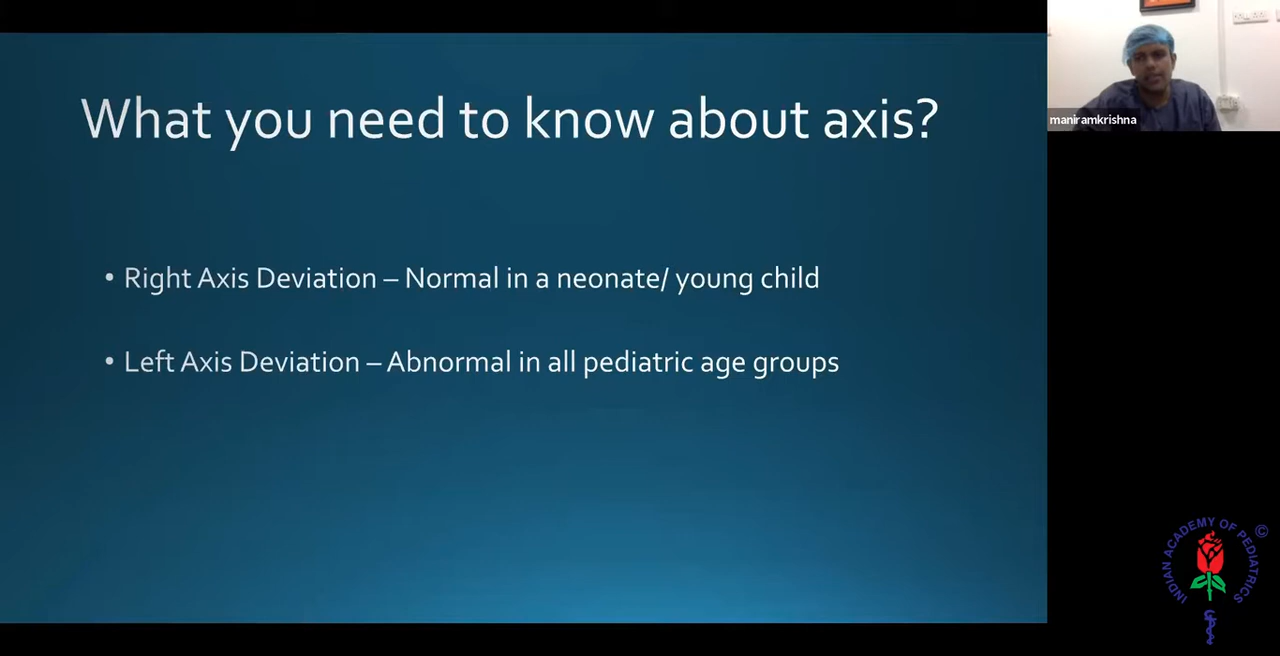 What you need to know about axis?
• Right Axis Deviation – Normal in a neonate/ young child
• Left Axis Deviation – Abnormal in all pediatric age groups
maniramkrishna
INDIAN ACADEMY OF PEDIATRICS
©